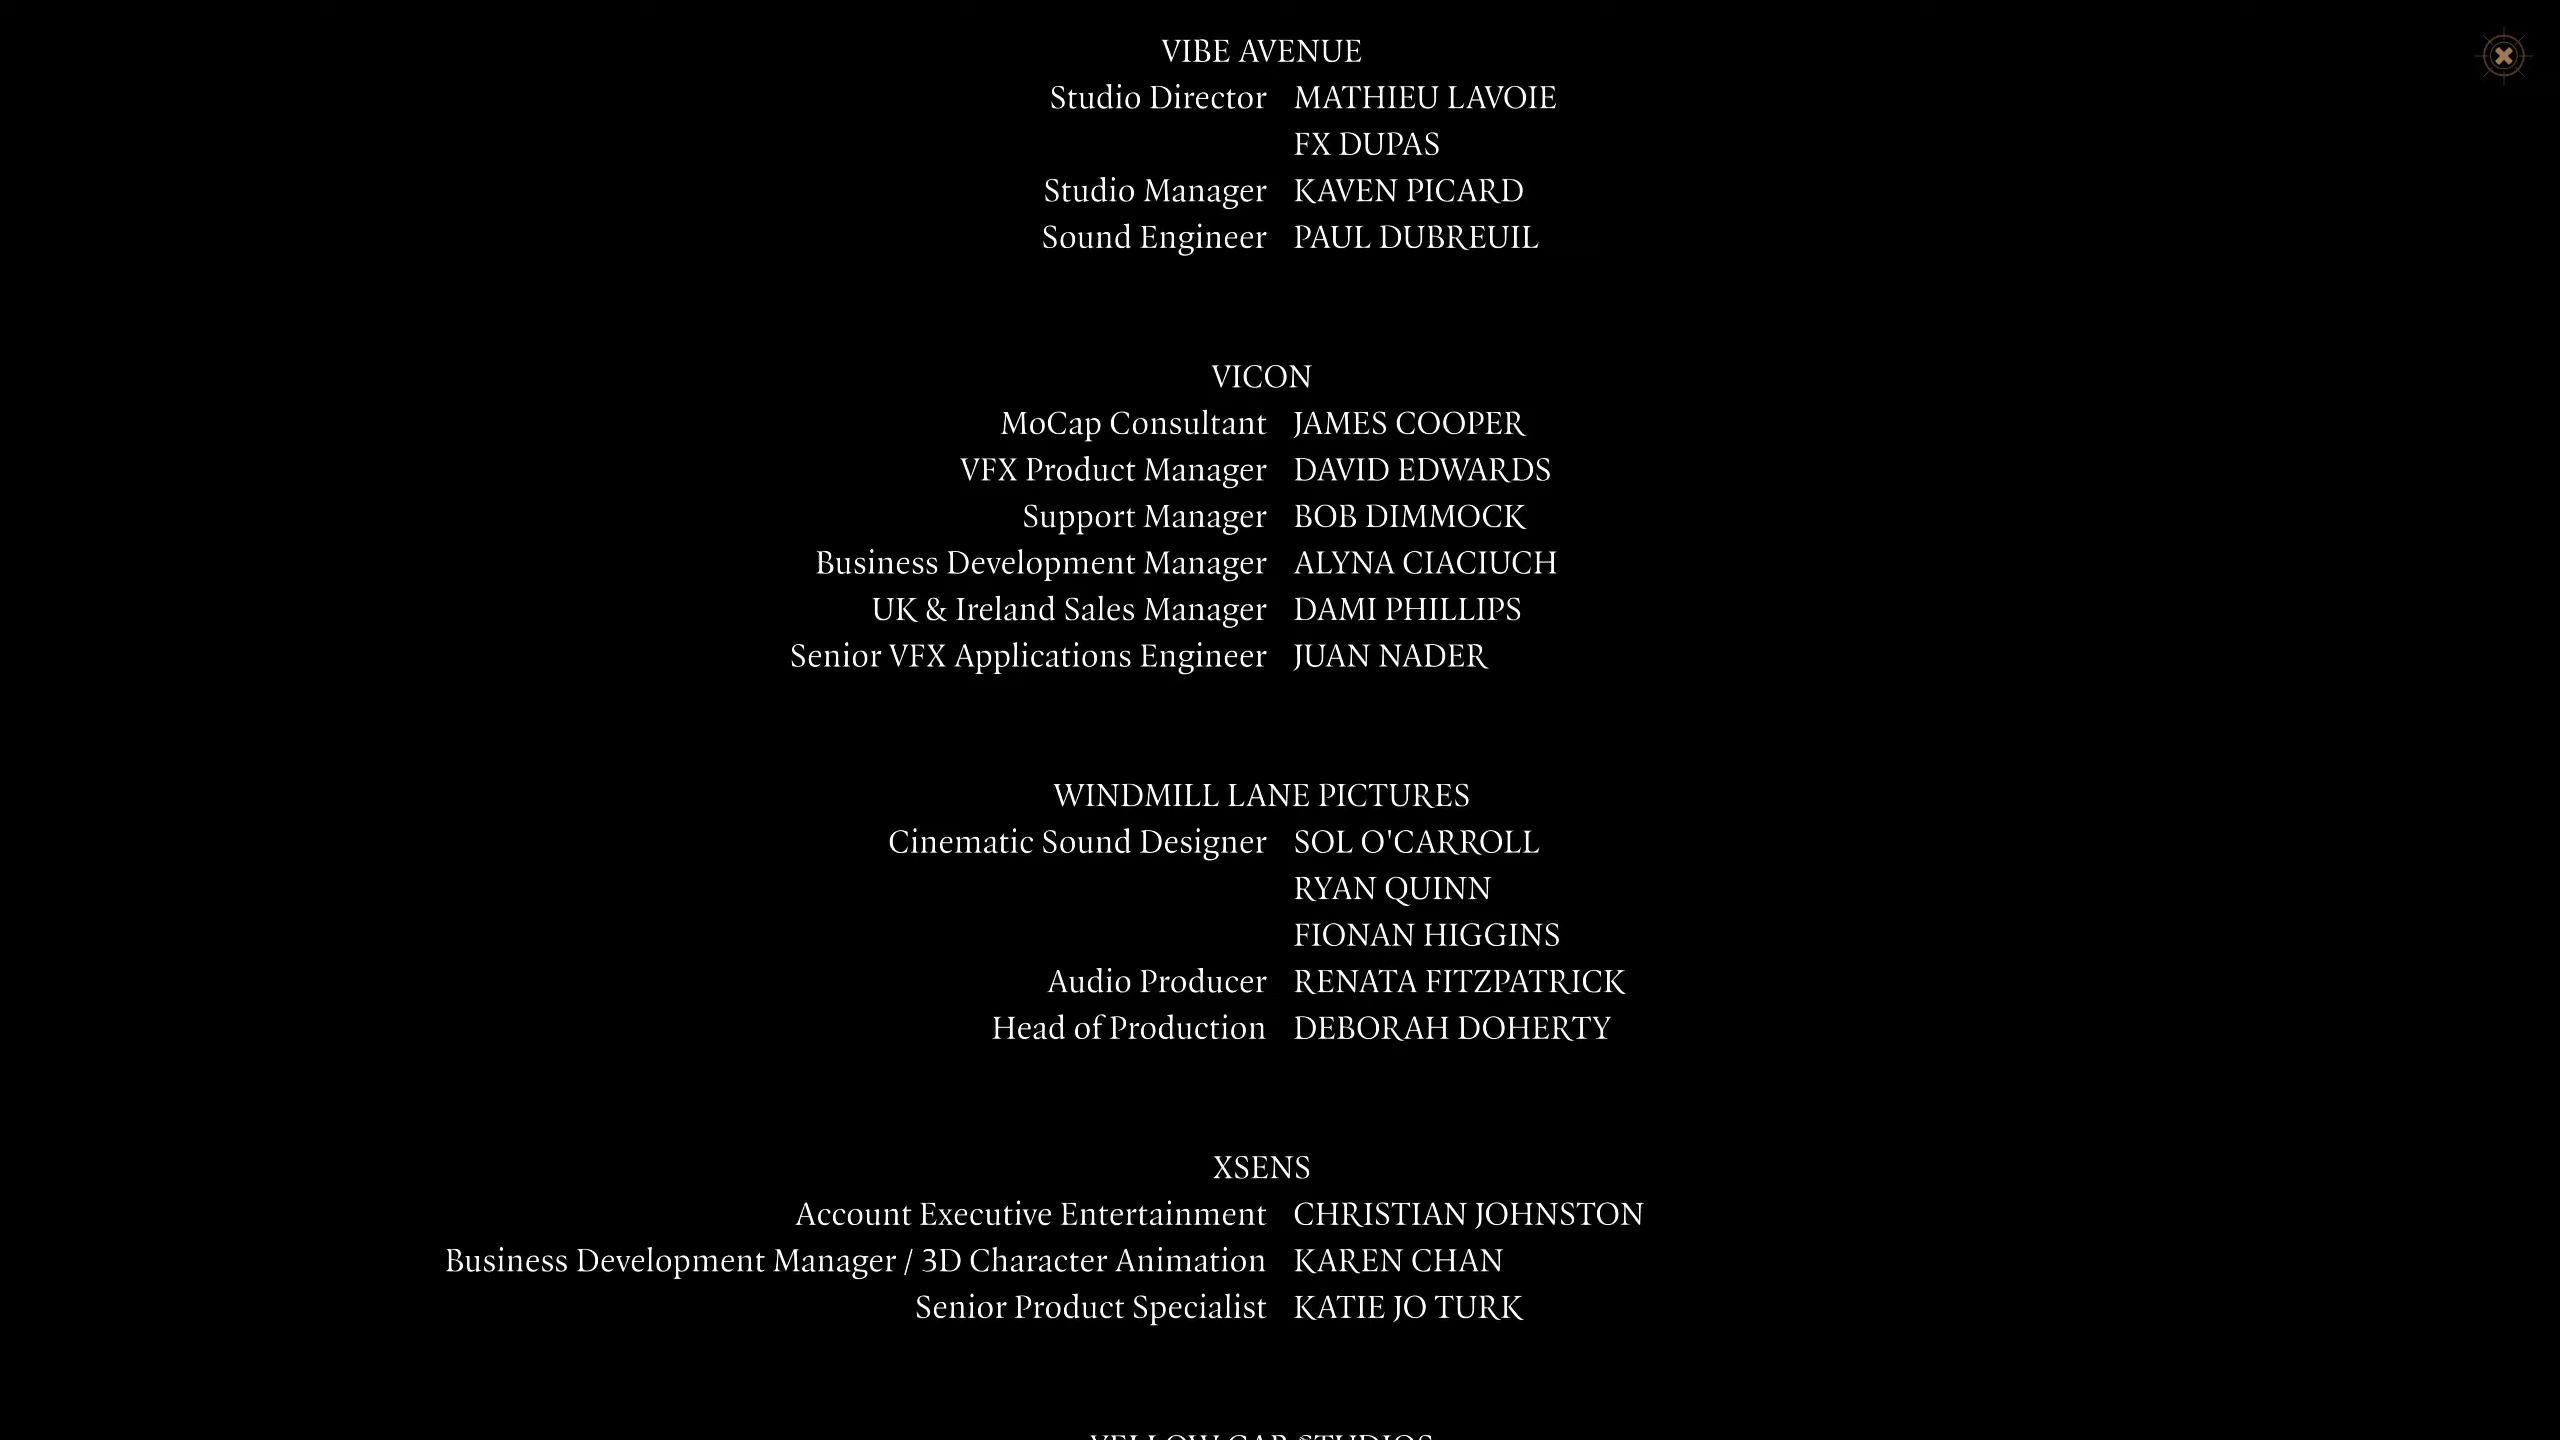 VIBE AVENUE
Studio Director MATHIEU LAVOIE
FX DUPAS
Studio Manager KAVEN PICARD
Sound Engineer PAUL DUBREUIL
VICON
MoCap Consultant JAMES COOPER
VFX Product Manager DAVID EDWARDS
Support Manager BOB DIMMOCK
Business Development Manager ALYNA CIACIUCH
UK & Ireland Sales Manager DAMI PHILLIPS
Senior VFX Applications Engineer JUAN NADER
WINDMILL LANE PICTURES
Cinematic Sound Designer SOL O'CARROLL
RYAN QUINN
FIONAN HIGGINS
Audio Producer RENATA FITZPATRICK
Head of Production DEBORAH DOHERTY
XSENS
Account Executive Entertainment CHRISTIAN JOHNSTON
Business Development Manager / 3D Character Animation KAREN CHAN
Senior Product Specialist KATIE JO TURK